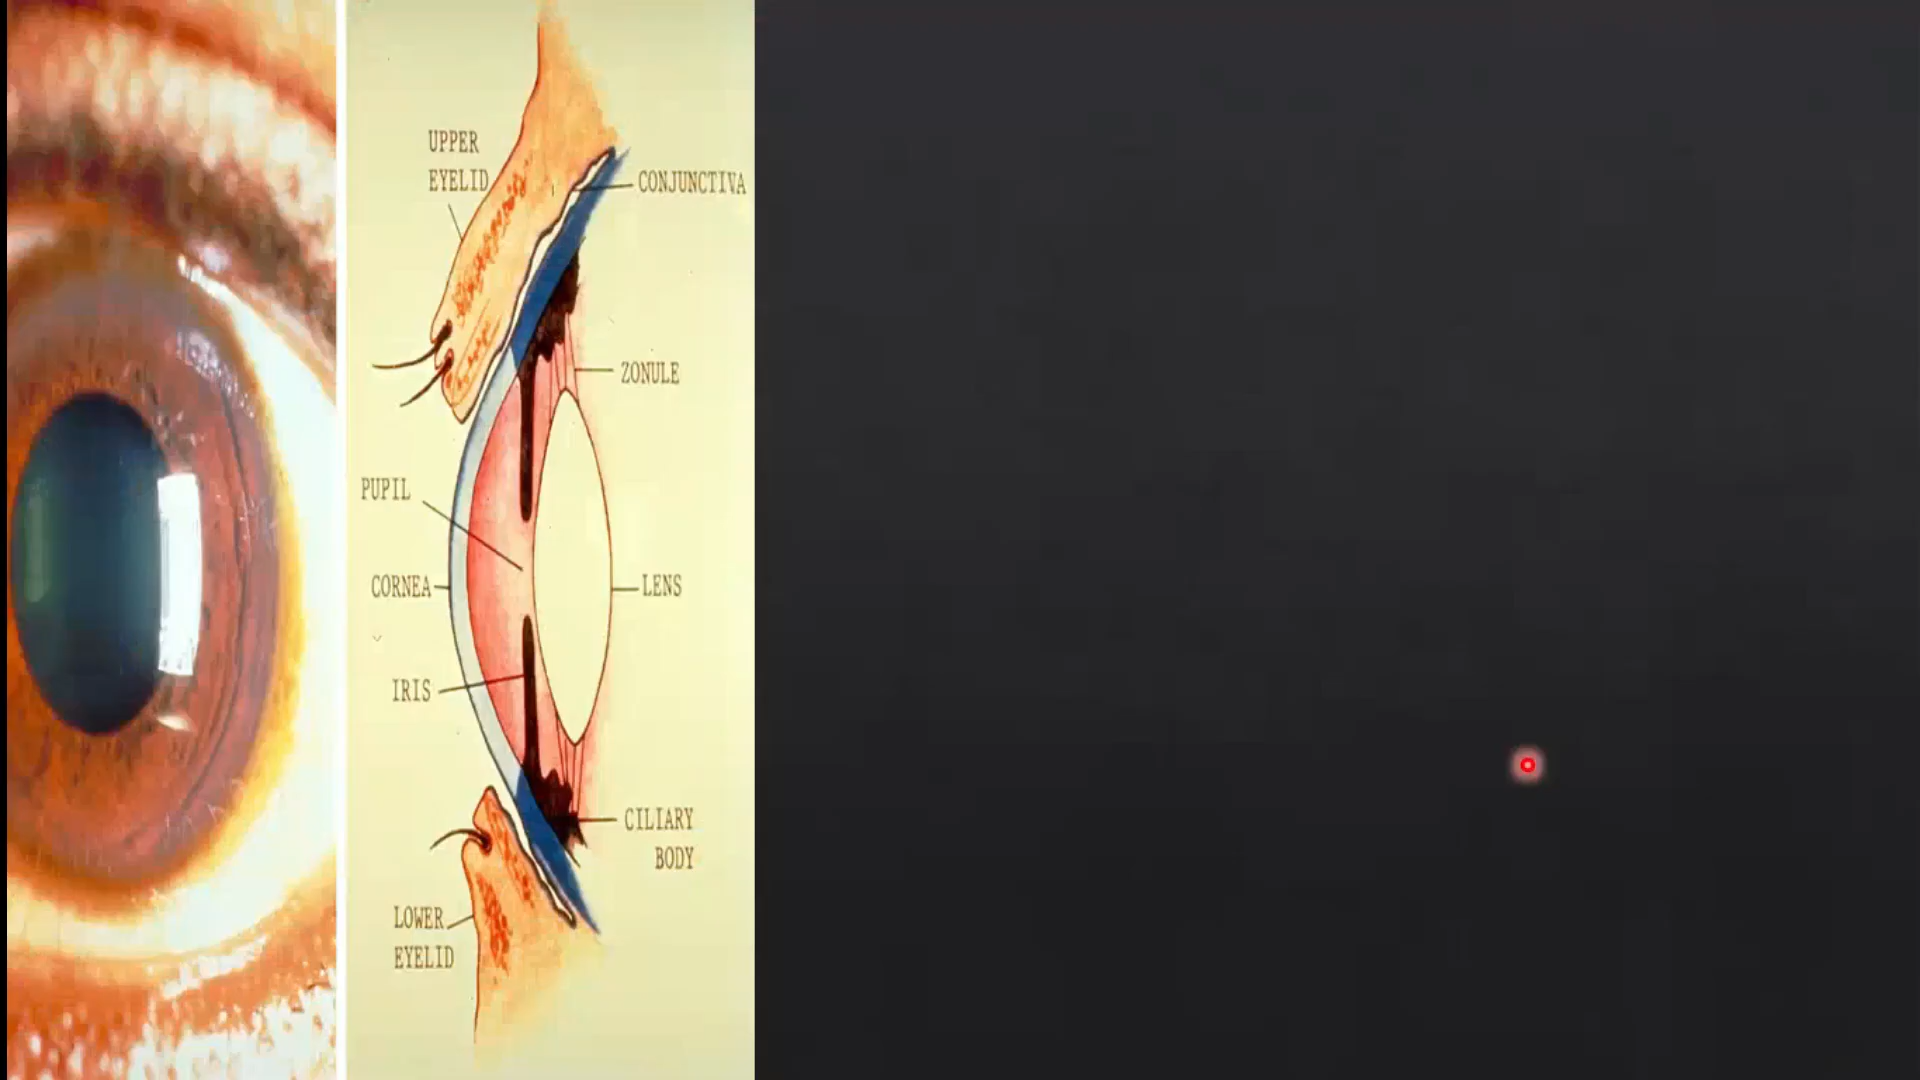 UPPER
EYELID
CONJUNCTIVA
ZONULE
PUPIL
CORNEA
LENS
IRIS
CILIARY
BODY
LOWER
EYELID